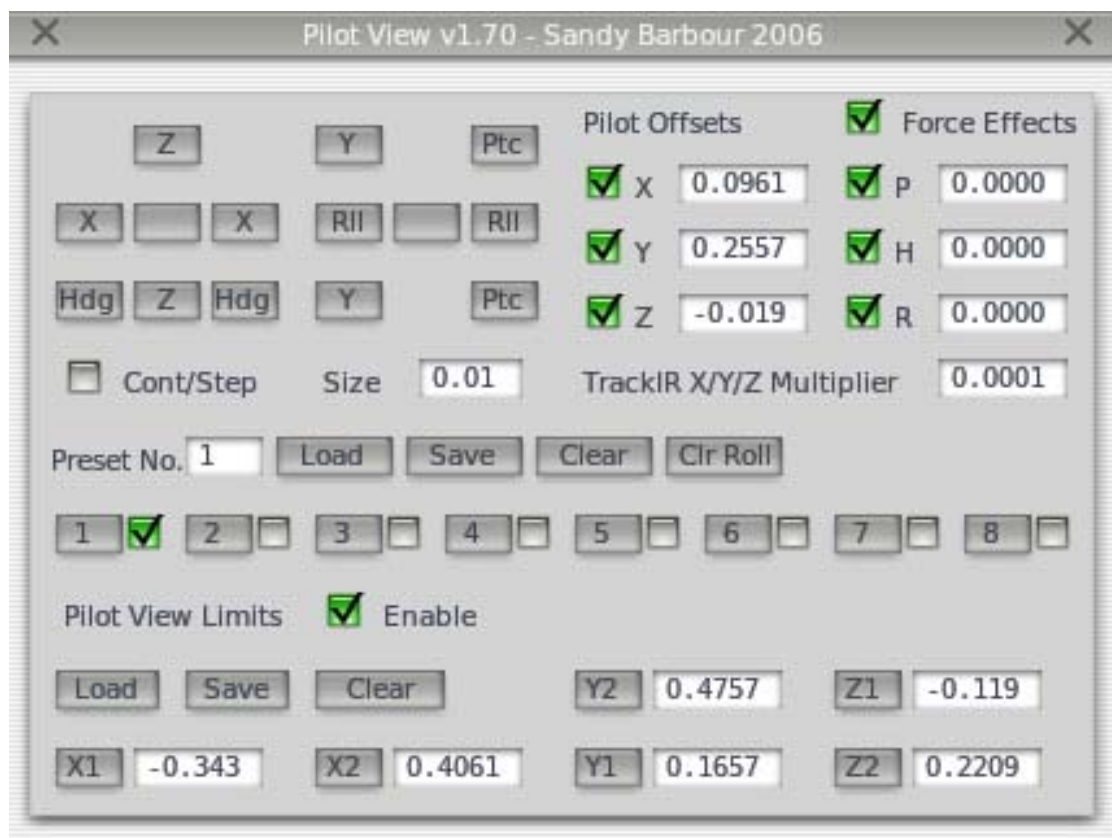 Pilot View v1.70 - Sandy Barbour 2006
Z Y Ptc Pilot Offsets Force Effects
X 0.0961 P 0.0000
X X Rll Rll
Y 0.2557 H 0.0000
Hdg Z Hdg Y Ptc Z -0.019 R 0.0000
Cont/Step Size 0.01 TrackIR X/Y/Z Multiplier 0.0001
Preset No. 1 Load Save Clear Clr Roll
1 2 3 4 5 6 7 8
Pilot View Limits Enable
Load Save Clear Y2 0.4757 Z1 -0.119
X1 -0.343 X2 0.4061 Y1 0.1657 Z2 0.2209